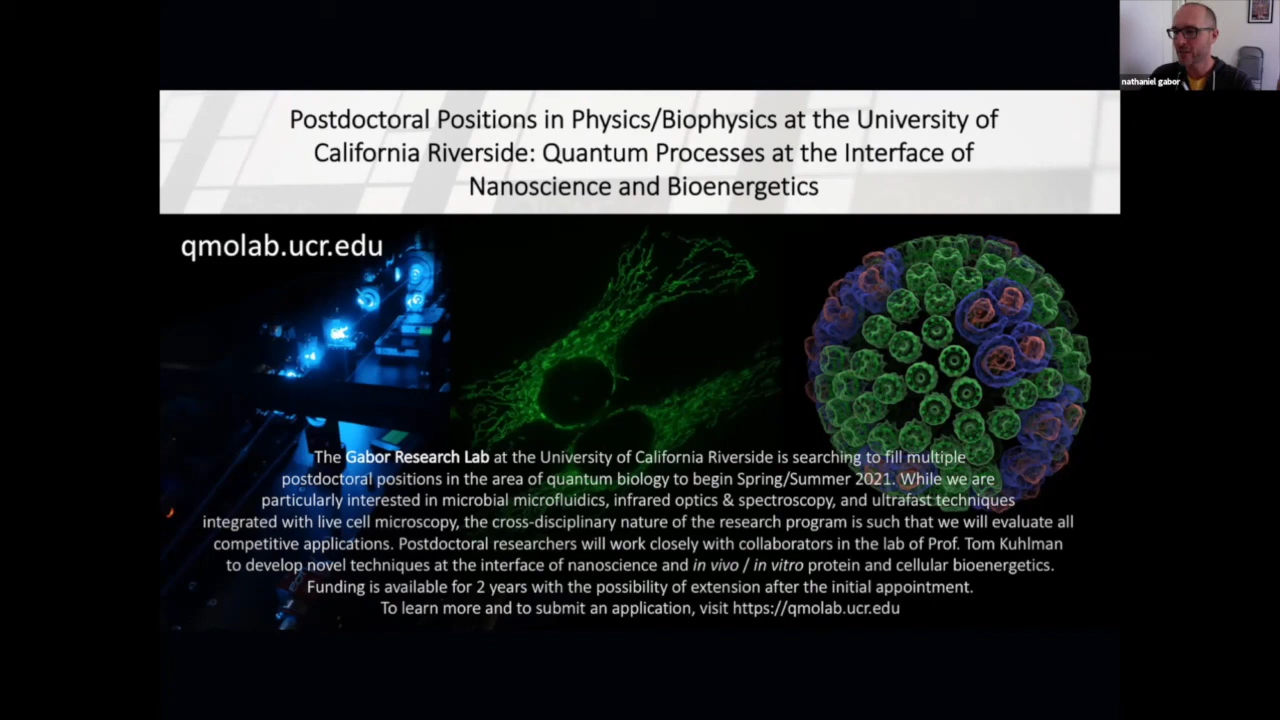 nathaniel gabor
Postdoctoral Positions in Physics/Biophysics at the University of
California Riverside: Quantum Processes at the Interface of
Nanoscience and Bioenergetics
qmolab.ucr.edu
The Gabor Research Lab at the University of California Riverside is searching to fill multiple
postdoctoral positions in the area of quantum biology to begin Spring/Summer 2021. While we are
particularly interested in microbial microfluidics, infrared optics & spectroscopy, and ultrafast techniques
integrated with live cell microscopy, the cross-disciplinary nature of the research program is such that we will evaluate all
competitive applications. Postdoctoral researchers will work closely with collaborators in the lab of Prof. Tom Kuhlman
to develop novel techniques at the interface of nanoscience and in vivo / in vitro protein and cellular bioenergetics.
Funding is available for 2 years with the possibility of extension after the initial appointment.
To learn more and to submit an application, visit https://qmolab.ucr.edu